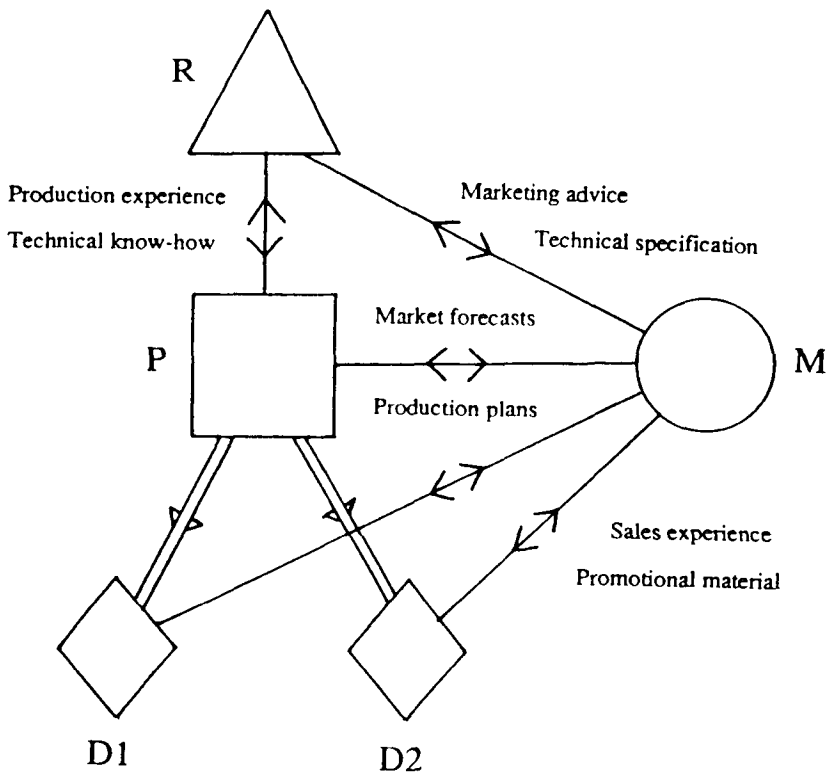 R
Production experience
Technical know-how
Marketing advice
Technical specification
P
Market forecasts
Production plans
M
Sales experience
Promotional material
D1
D2